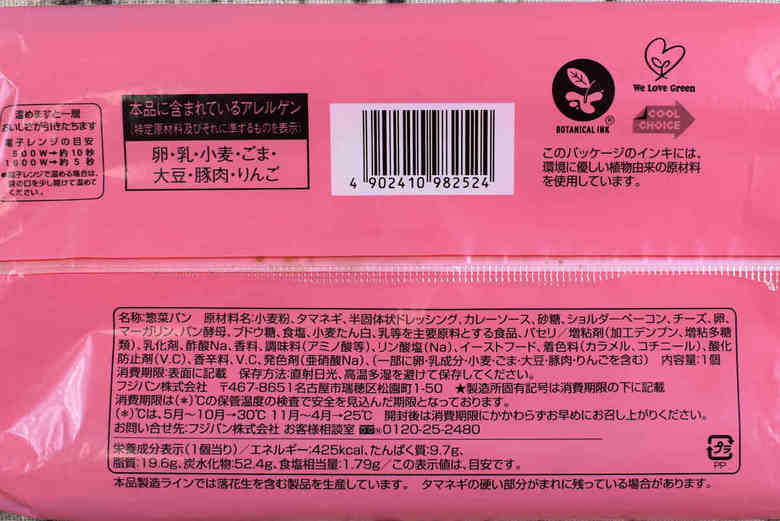 温めますと一層
おいしさが引きたちます
電子レンジの目安
500W→約10秒
1000W→約5秒
●電子レンジで温める場合は、
袋の口を少し開けて温めて
ください。
本品に含まれているアレルゲン
(特定原材料及びそれに準ずるものを表示)
卵・乳・小麦・ごま・
大豆・豚肉・りんご
4 902410 982524
BOTANICAL INK
We Love Green
COOL
CHOICE
このパッケージのインキには、
環境に優しい植物由来の原材料
を使用しています。
名称:惣菜パン 原材料名:小麦粉、タマネギ、半固体状ドレッシング、カレーソース、砂糖、ショルダーベーコン、チーズ、卵、
マーガリン、パン酵母、ブドウ糖、食塩、小麦たん白、乳等を主要原料とする食品、パセリ/増粘剤(加工デンプン、増粘多糖
類)、乳化剤、酢酸Na、香料、調味料(アミノ酸等)、リン酸塩(Na)、イーストフード、着色料(カラメル、コチニール)、酸化
防止剤(V.C)、香辛料、V.C、発色剤(亜硝酸Na)、(一部に卵・乳成分・小麦・ごま・大豆・豚肉・りんごを含む) 内容量:1個
消費期限:表面に記載 保存方法:直射日光、高温多湿を避けて保存してください。
フジパン株式会社 〒467-8651名古屋市瑞穂区松園町1-50 ★製造所固有記号は消費期限の下に記載
消費期限は(*)℃の保管温度の検査で安全を見込んだ期限となっております。
(*)℃は、5月〜10月→30℃ 11月〜4月→25℃ 開封後は消費期限にかかわらずお早めにお召し上がりください。
お問い合せ先:フジパン株式会社 お客様相談室 0120-25-2480
栄養成分表示(1個当り)/エネルギー:425kcal、たんぱく質:9.7g、
脂質:19.6g、炭水化物:52.4g、食塩相当量:1.79g/この表示値は、目安です。
プラ
PP
本品製造ラインでは落花生を含む製品を生産しています。 タマネギの硬い部分がまれに残っている場合があります。